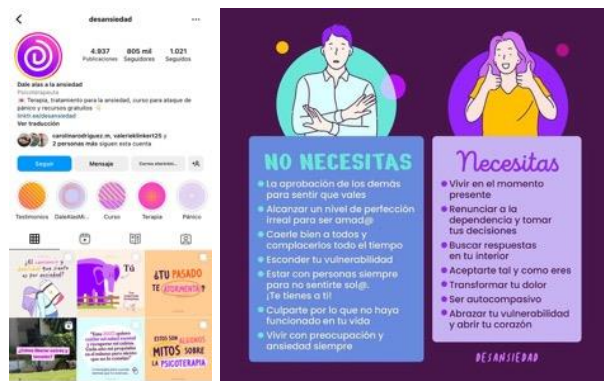 desansiedad
4.937
805 mil
1.021
Publicaciones
Seguidores
Seguidos
Dale alas a la ansiedad
Psicoterapeuta
Terapia, tratamiento para la ansiedad, curso para ataque de
pánico y recursos gratuitos
Ver traducción
2 personas más siguen esta cuenta
Seguir
Mensaje
Testimonios
Curso
Terapia
Pánico
Tú
¿TU PASADO
TE ATORMENTA?
ESTOS SON ALGUNOS
MITOS SOBRE
LA PSICOTERAPIA
NO NECESITAS
La aprobación de los demás
para sentir que vales
Alcanzar un nivel de perfección
irreal para ser amad@
Caerle bien a todos y
complacerlos todo el tiempo
Esconder tu vulnerabilidad
Estar con personas siempre
para no sentirte sol@.
¡Te tienes a ti!
Culparte por lo que no haya
funcionado en tu vida
Vivir con preocupación y
ansiedad siempre
Necesitas
Vivir en el momento
presente
Renunciar a la
dependencia y tomar
tus decisiones
Buscar respuestas
en tu interior
Aceptarte tal y como eres
Transformar tu dolor
Ser autocompasivo
Abrazar tu vulnerabilidad
y abrir tu corazón
DESANSIEDAD